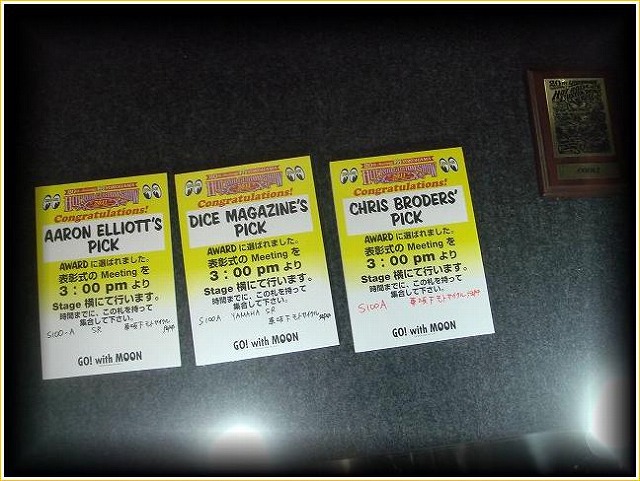 Congratulations!
AARON ELLIOTT'S
PICK
AWARD に選ばれました。
表彰式の Meeting を
3：00 pm より
Stage 横にて行います。
時間までに、この札を持って
集合して下さい。
S100-A SR
GO! with MOON
Congratulations!
DICE MAGAZINE'S
PICK
AWARD に選ばれました。
表彰式の Meeting を
3：00 pm より
Stage 横にて行います。
時間までに、この札を持って
集合して下さい。
S100A YAMAHA SR
GO! with MOON
Congratulations!
CHRIS BRODERS'
PICK
AWARD に選ばれました。
表彰式の Meeting を
3：00 pm より
Stage 横にて行います。
時間までに、この札を持って
集合して下さい。
S100A
GO! with MOON